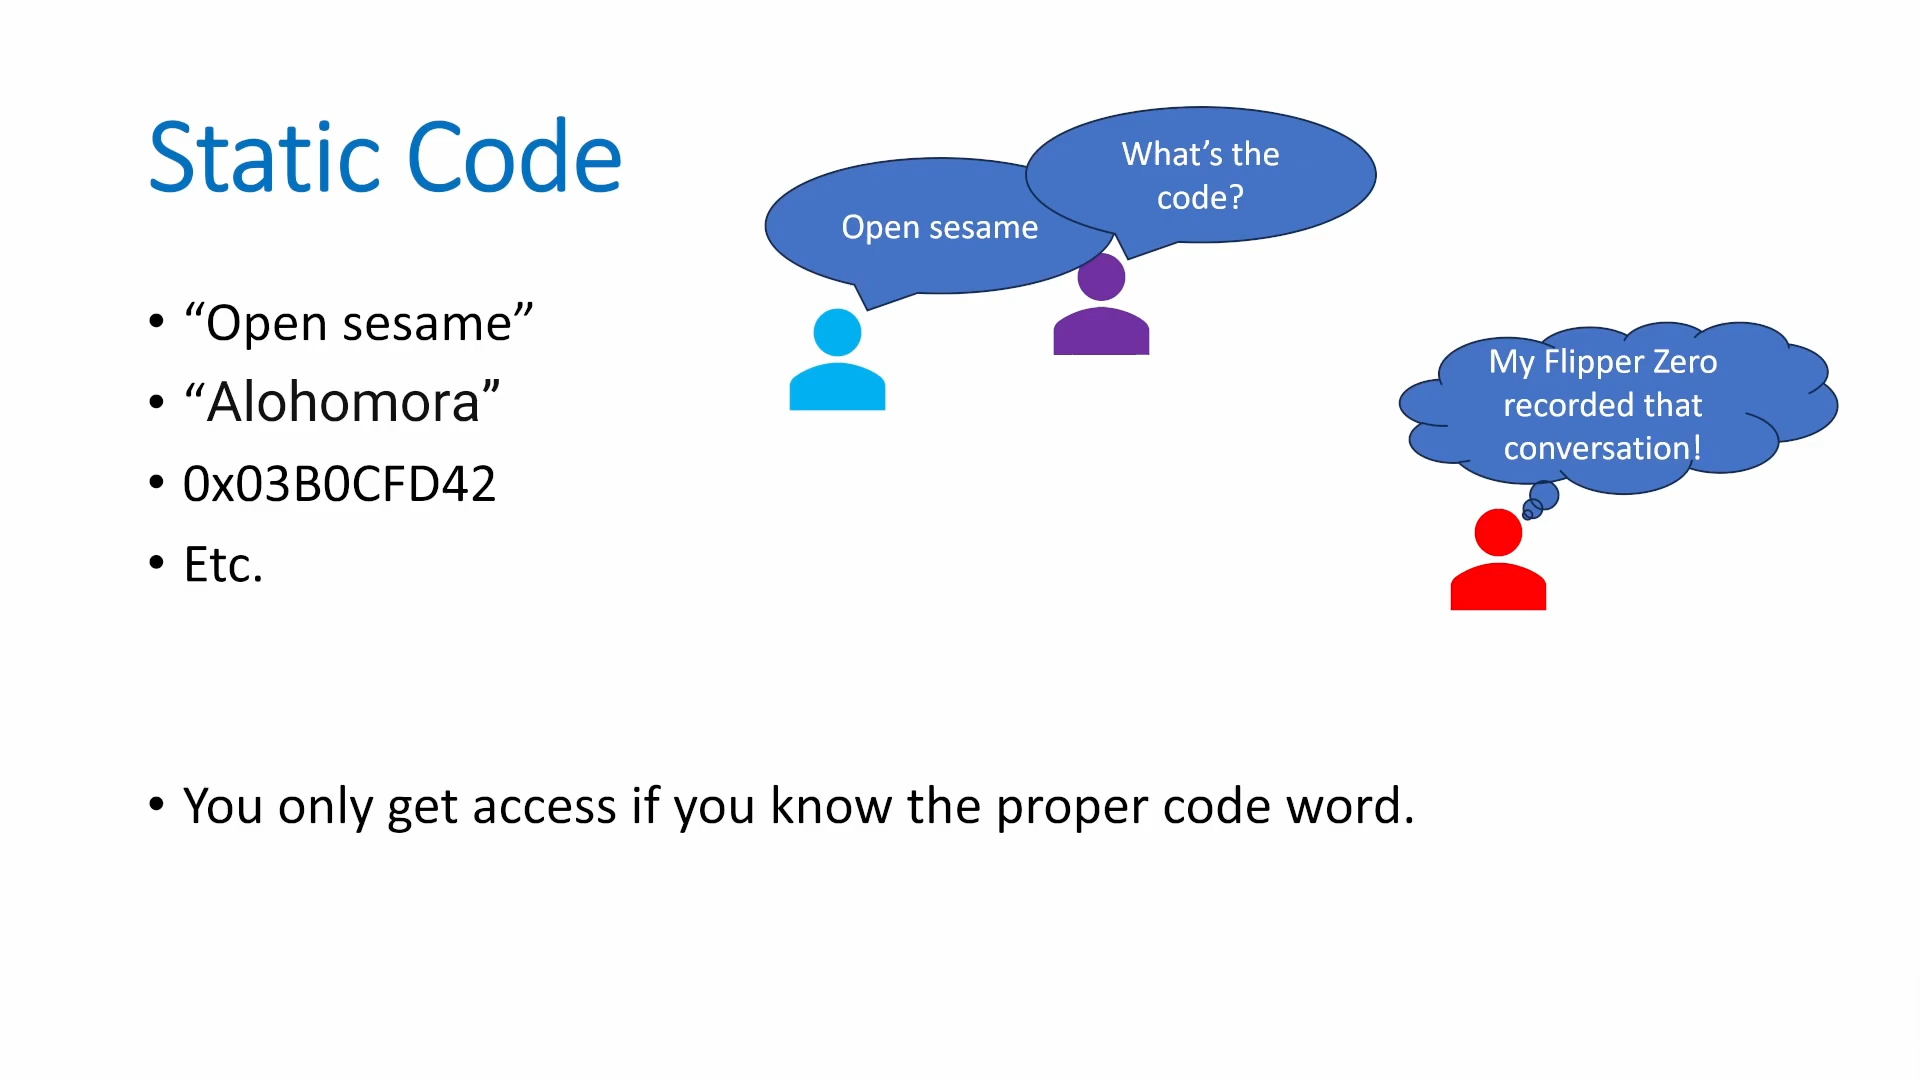 Static Code
What’s the
code?
Open sesame
• “Open sesame”
• “Alohomora”
• 0x03B0CFD42
• Etc.
My Flipper Zero
recorded that
conversation!
• You only get access if you know the proper code word.